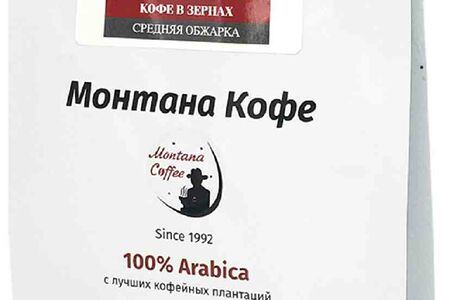 КОФЕ В ЗЕРНАХ
СРЕДНЯЯ ОБЖАРКА
Монтана Кофе
Montana
Coffee
Since 1992
100% Arabica
с лучших кофейных плантаций